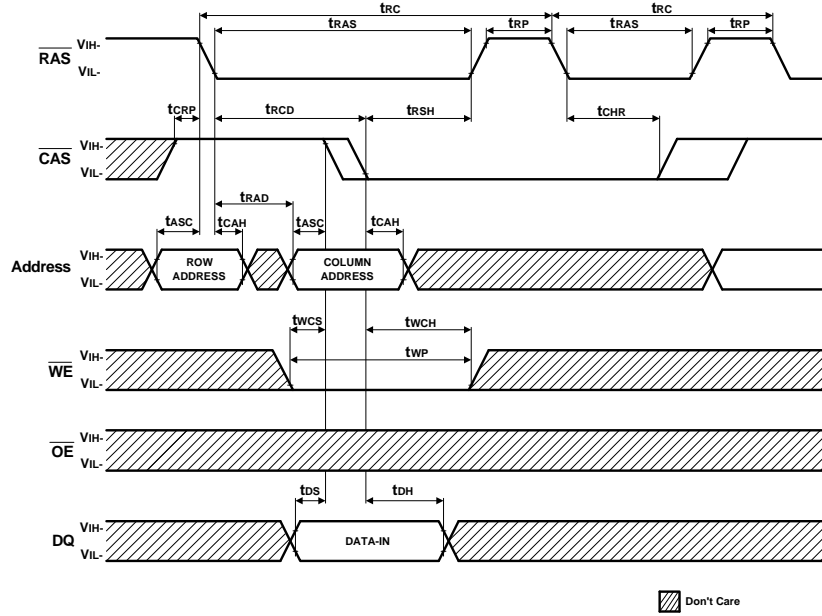 tRC tRC
tRAS tRP tRAS tRP
RAS VIH-
VIL-
tCRP tRCD tRSH tCHR
CAS VIH-
VIL-
tRAD
tASC tCAH tASC tCAH
Address VIH-
VIL-
ROW
ADDRESS
COLUMN
ADDRESS
tWCS tWCH
tWP
WE VIH-
VIL-
OE VIH-
VIL-
tDS tDH
DQ VIH-
VIL-
DATA-IN
Don't Care